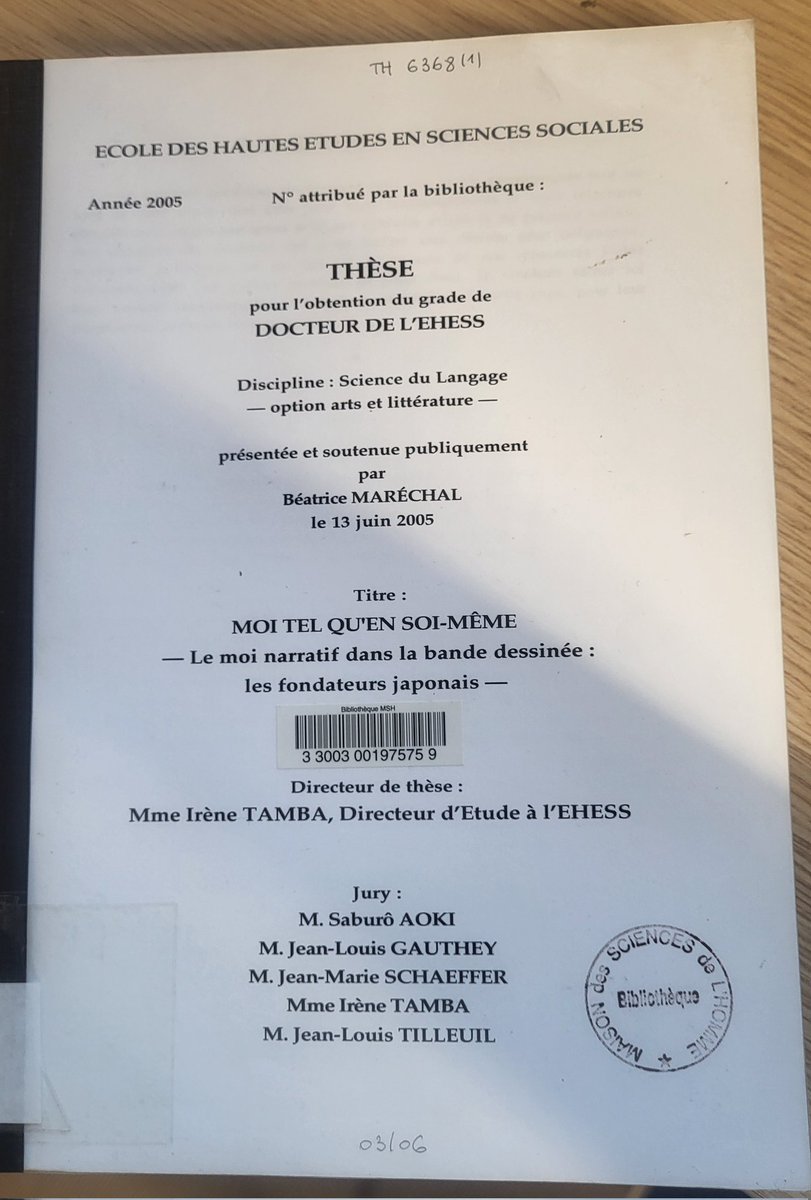 TH 6368(1)
ECOLE DES HAUTES ETUDES EN SCIENCES SOCIALES
Année 2005 N° attribué par la bibliothèque :
THÈSE
pour l'obtention du grade de
DOCTEUR DE L'EHESS
Discipline : Science du Langage
— option arts et littérature —
présentée et soutenue publiquement
par
Béatrice MARÉCHAL
le 13 juin 2005
Titre :
MOI TEL QU'EN SOI-MÊME
— Le moi narratif dans la bande dessinée :
les fondateurs japonais —
Bibliothèque MSH
3 3003 00197575 9
Directeur de thèse :
Mme Irène TAMBA, Directeur d'Etude à l'EHESS
Jury :
M. Saburô AOKI
M. Jean-Louis GAUTHEY
M. Jean-Marie SCHAEFFER
Mme Irène TAMBA
M. Jean-Louis TILLEUIL
MAISON des SCIENCES de L'HOMME
Bibliothèque
03/06